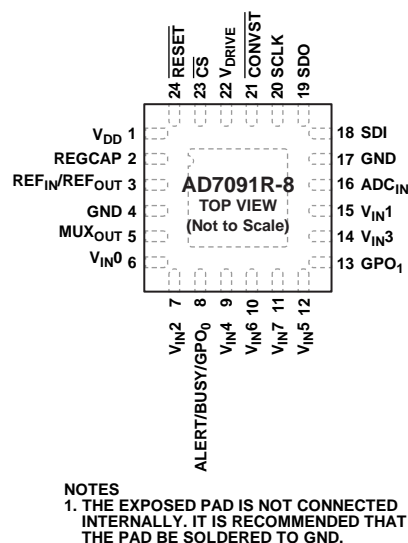 24 RESET
23 CS
22 VDRIVE
21 CONVST
20 SCLK
19 SDO
VDD 1
REGCAP 2
REFIN/REFOUT 3
GND 4
MUXOUT 5
VIN0 6
AD7091R-8
TOP VIEW
(Not to Scale)
18 SDI
17 GND
16 ADCIN
15 VIN1
14 VIN3
13 GPO1
VIN2 7
ALERT/BUSY/GPO0 8
VIN4 9
VIN6 10
VIN7 11
VIN5 12
NOTES
1. THE EXPOSED PAD IS NOT CONNECTED
INTERNALLY. IT IS RECOMMENDED THAT
THE PAD BE SOLDERED TO GND.